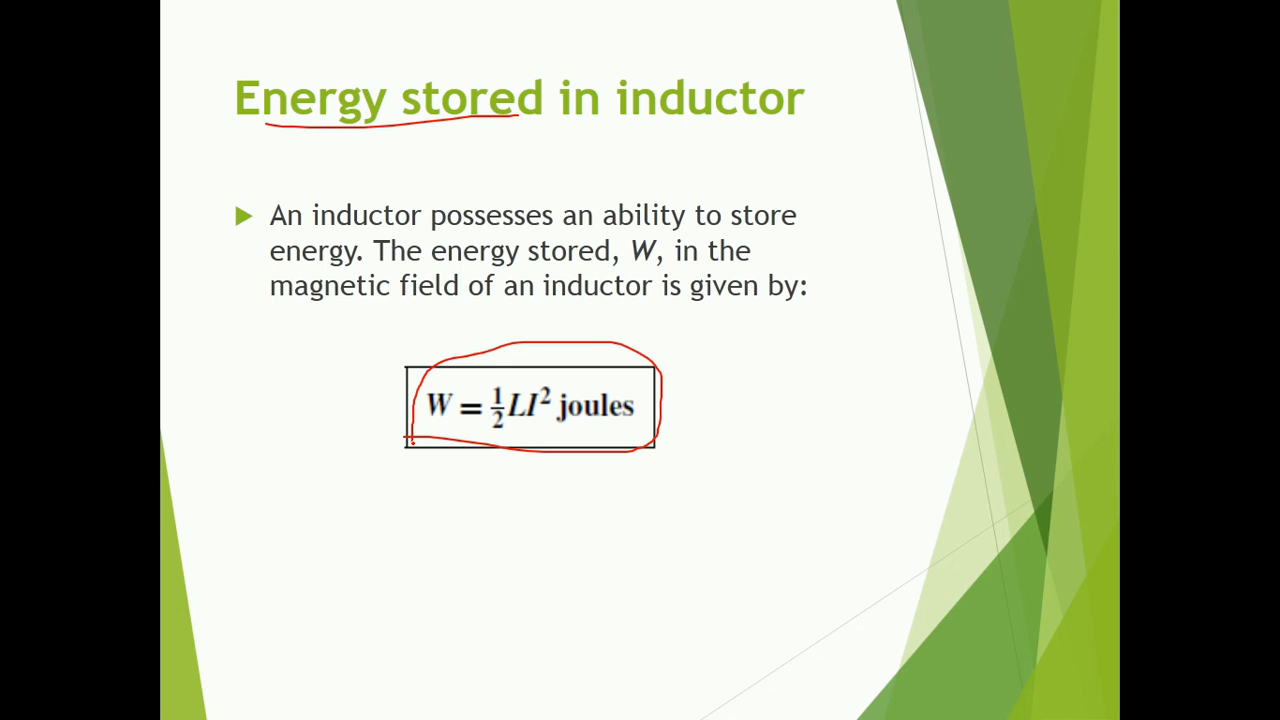 Energy stored in inductor
An inductor possesses an ability to store
energy. The energy stored, W, in the
magnetic field of an inductor is given by:
W = ½LI² joules